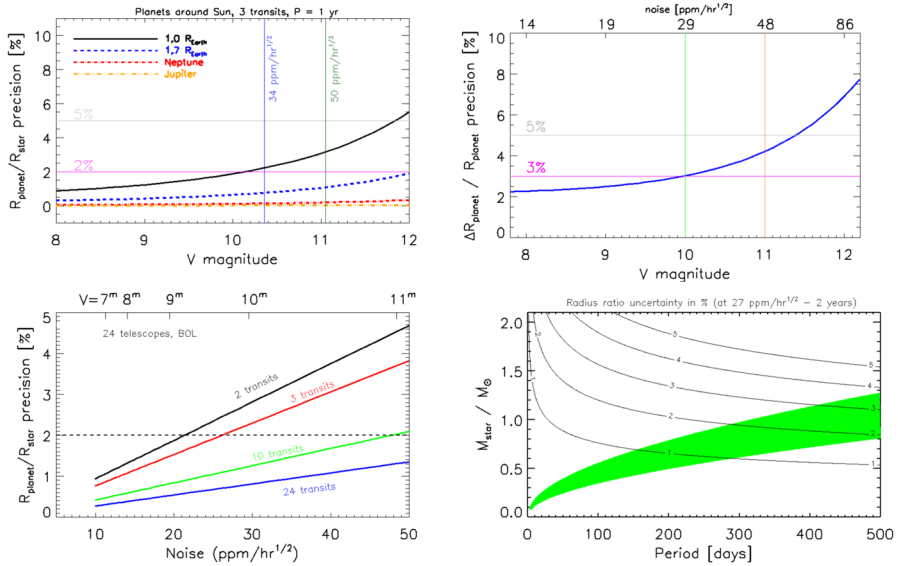 Planets around Sun, 3 transits, P = 1 yr
R_planet/R_star precision [%]
10
8
6
4
2
0
1.0 R_Earth
1.7 R_Earth
Neptune
Jupiter
5%
2%
34 ppm/hr^1/2
50 ppm/hr^1/2
8 9 10 11 12
V magnitude
noise [ppm/hr^1/2]
14 19 29 48 86
ΔR_planet / R_planet precision [%]
10
8
6
4
2
0
5%
3%
8 9 10 11 12
V magnitude
V=7^m 8^m 9^m 10^m 11^m
R_planet/R_star precision [%]
5
4
3
2
1
0
24 telescopes, BOL
2 transits
3 transits
10 transits
24 transits
10 20 30 40 50
Noise (ppm/hr^1/2)
Radius ratio uncertainty in % (at 27 ppm/hr^1/2 – 2 years)
M_star / M_☉
2.0
1.5
1.0
0.5
0.0
2 5
4
5
3
4
1 2 3
1 2
1
0 100 200 300 400 500
Period [days]